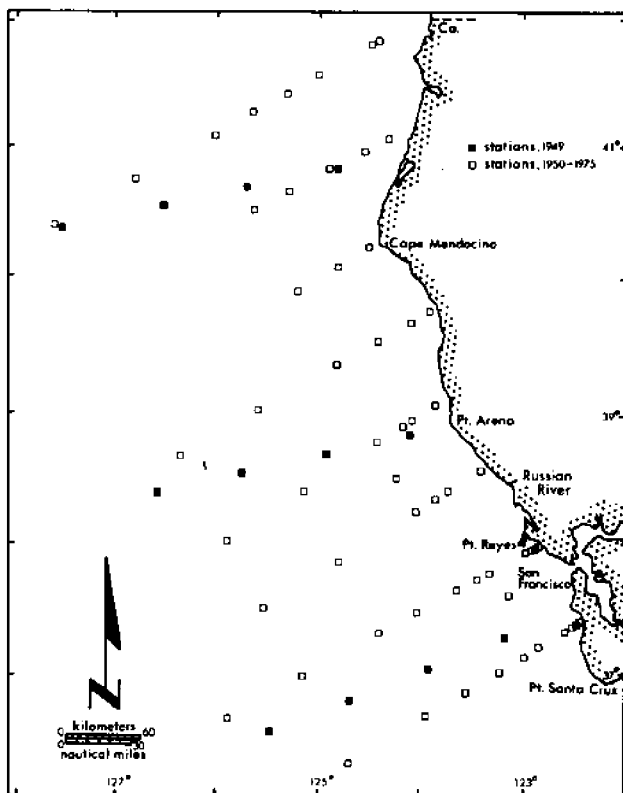 Ca.
■ stations, 1949
41°
□ stations, 1950-1975
Cape Mendocino
Pt. Arena
39°
Russian
River
Pt. Reyes
San
Francisco
37°
Pt. Santa Cruz
kilometers
0 60
0 30
nautical miles
127° 125° 123°